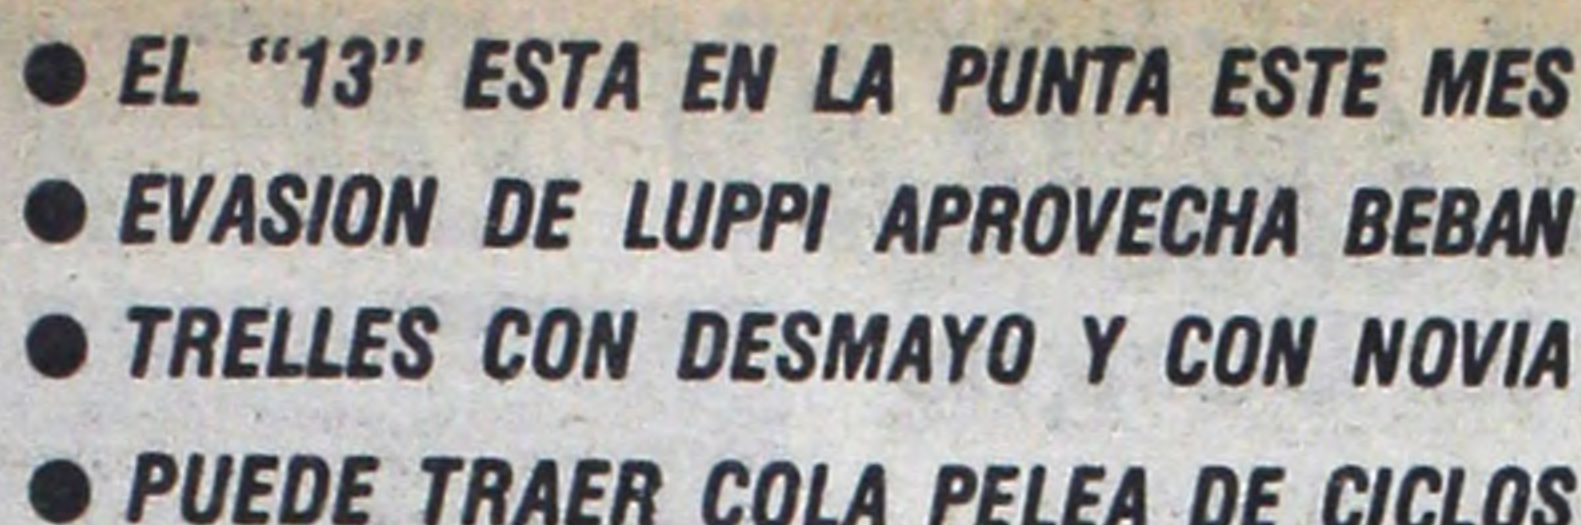 ● EL “13” ESTA EN LA PUNTA ESTE MES
● EVASION DE LUPPI APROVECHA BEBAN
● TRELLES CON DESMAYO Y CON NOVIA
● PUEDE TRAER COLA PELEA DE CICLOS